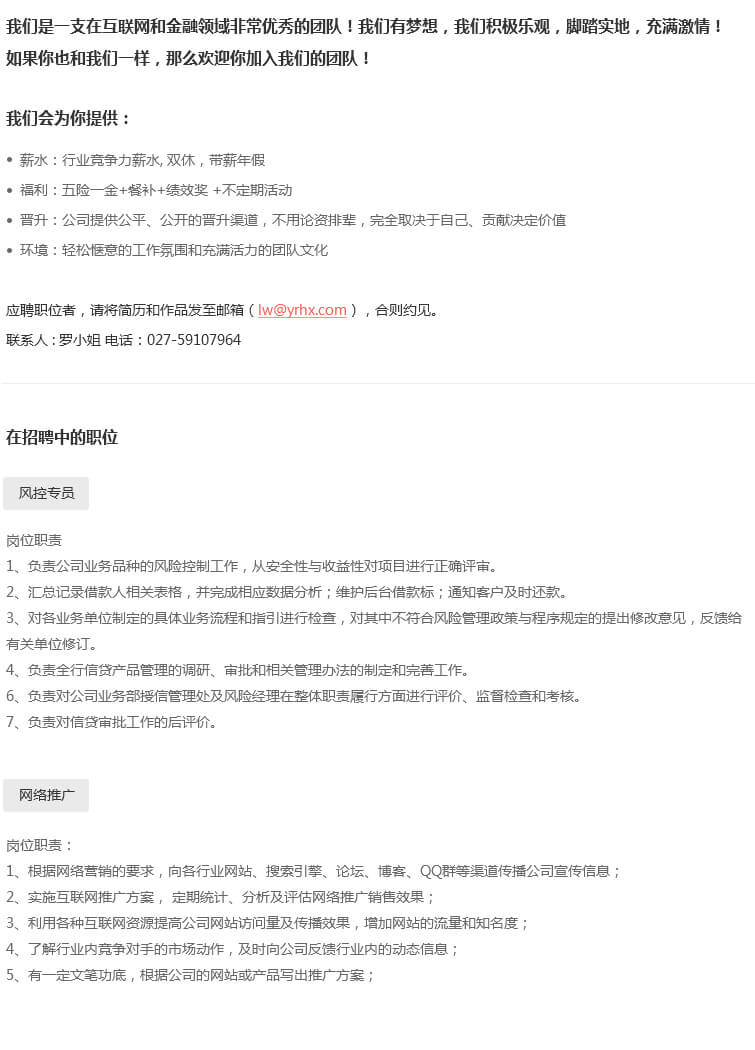 我们是一支在互联网和金融领域非常优秀的团队！我们有梦想，我们积极乐观，脚踏实地，充满激情！
如果你也和我们一样，那么欢迎你加入我们的团队！
我们会为你提供：
• 薪水：行业竞争力薪水, 双休，带薪年假
• 福利：五险一金+餐补+绩效奖 +不定期活动
• 晋升：公司提供公平、公开的晋升渠道，不用论资排辈，完全取决于自己、贡献决定价值
• 环境：轻松惬意的工作氛围和充满活力的团队文化
应聘职位者，请将简历和作品发至邮箱（lw@yrhx.com），合则约见。
联系人 : 罗小姐 电话：027-59107964
在招聘中的职位
风控专员
岗位职责
1、负责公司业务品种的风险控制工作，从安全性与收益性对项目进行正确评审。
2、汇总记录借款人相关表格，并完成相应数据分析；维护后台借款标；通知客户及时还款。
3、对各业务单位制定的具体业务流程和指引进行检查，对其中不符合风险管理政策与程序规定的提出修改意见，反馈给
有关单位修订。
4、负责全行信贷产品管理的调研、审批和相关管理办法的制定和完善工作。
6、负责对公司业务部授信管理处及风险经理在整体职责履行方面进行评价、监督检查和考核。
7、负责对信贷审批工作的后评价。
网络推广
岗位职责：
1、根据网络营销的要求，向各行业网站、搜索引擎、论坛、博客、QQ群等渠道传播公司宣传信息；
2、实施互联网推广方案， 定期统计、分析及评估网络推广销售效果；
3、利用各种互联网资源提高公司网站访问量及传播效果，增加网站的流量和知名度；
4、了解行业内竞争对手的市场动作，及时向公司反馈行业内的动态信息；
5、有一定文笔功底，根据公司的网站或产品写出推广方案；